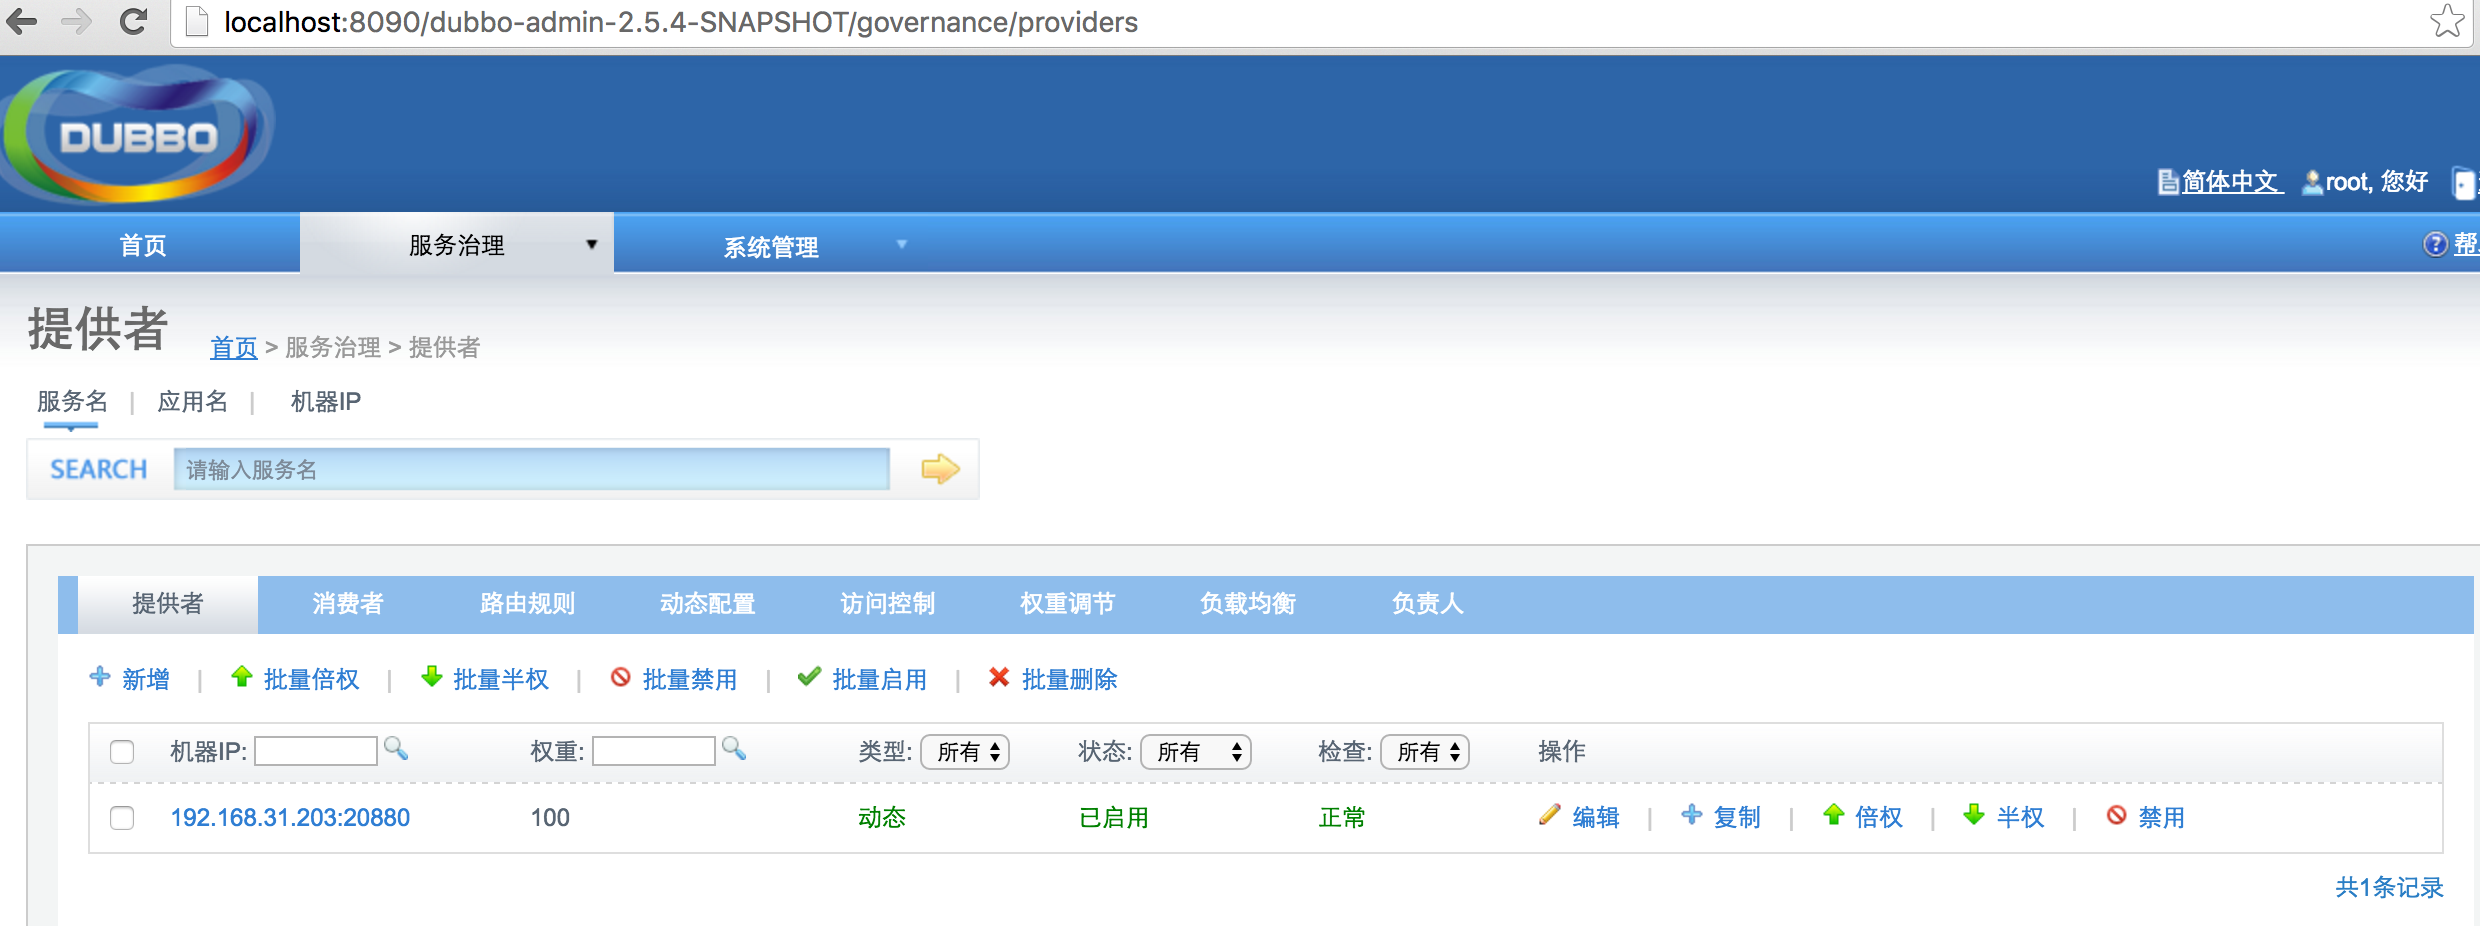 localhost:8090/dubbo-admin-2.5.4-SNAPSHOT/governance/providers
DUBBO
简体中文 root, 您好
首页 服务治理 系统管理
提供者 首页 > 服务治理 > 提供者
服务名 | 应用名 | 机器IP
SEARCH 请输入服务名
提供者 消费者 路由规则 动态配置 访问控制 权重调节 负载均衡 负责人
新增 | 批量倍权 | 批量半权 | 批量禁用 | 批量启用 | 批量删除
机器IP: 权重: 类型: 所有 状态: 所有 检查: 所有 操作
192.168.31.203:20880 100 动态 已启用 正常 编辑 | 复制 | 倍权 | 半权 | 禁用
共1条记录